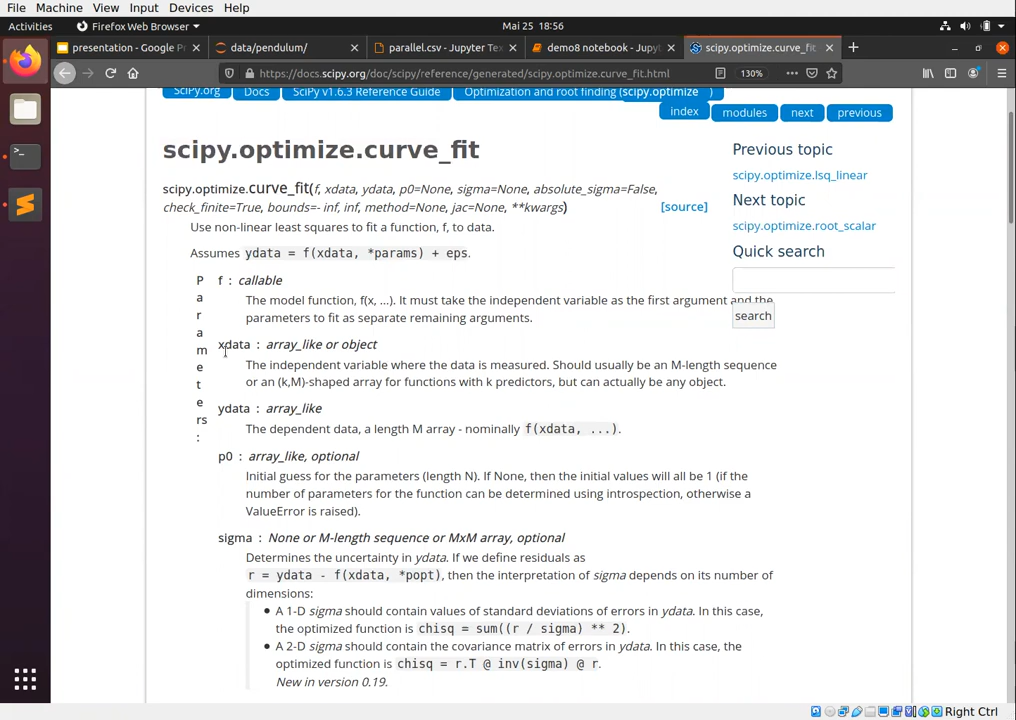 File Machine View Input Devices Help
Activities Firefox Web Browser Mai 25 18:56
presentation - Google Pr data/pendulum/ parallel.csv - Jupyter Tex demo8 notebook - Jupyt scipy.optimize.curve_fit
https://docs.scipy.org/doc/scipy/reference/generated/scipy.optimize.curve_fit.html 130%
SciPy.org Docs SciPy v1.6.3 Reference Guide Optimization and root finding (scipy.optimize )
index modules next previous
scipy.optimize.curve_fit
scipy.optimize.curve_fit(f, xdata, ydata, p0=None, sigma=None, absolute_sigma=False,
check_finite=True, bounds=- inf, inf, method=None, jac=None, **kwargs) [source]
Use non-linear least squares to fit a function, f, to data.
Assumes ydata = f(xdata, *params) + eps.
Parameters:
f : callable
The model function, f(x, …). It must take the independent variable as the first argument and the
parameters to fit as separate remaining arguments.
xdata : array_like or object
The independent variable where the data is measured. Should usually be an M-length sequence
or an (k,M)-shaped array for functions with k predictors, but can actually be any object.
ydata : array_like
The dependent data, a length M array - nominally f(xdata, ...).
p0 : array_like, optional
Initial guess for the parameters (length N). If None, then the initial values will all be 1 (if the
number of parameters for the function can be determined using introspection, otherwise a
ValueError is raised).
sigma : None or M-length sequence or MxM array, optional
Determines the uncertainty in ydata. If we define residuals as
r = ydata - f(xdata, *popt), then the interpretation of sigma depends on its number of
dimensions:
• A 1-D sigma should contain values of standard deviations of errors in ydata. In this case,
the optimized function is chisq = sum((r / sigma) ** 2).
• A 2-D sigma should contain the covariance matrix of errors in ydata. In this case, the
optimized function is chisq = r.T @ inv(sigma) @ r.
New in version 0.19.
Previous topic
scipy.optimize.lsq_linear
Next topic
scipy.optimize.root_scalar
Quick search
search
Right Ctrl